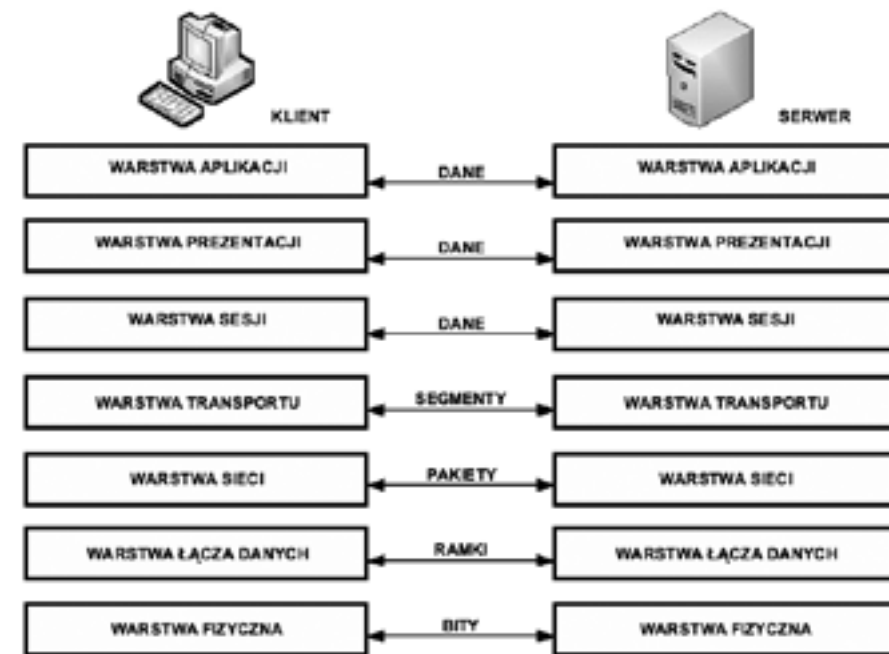 KLIENT SERWER
WARSTWA APLIKACJI DANE WARSTWA APLIKACJI
WARSTWA PREZENTACJI DANE WARSTWA PREZENTACJI
WARSTWA SESJI DANE WARSTWA SESJI
WARSTWA TRANSPORTU SEGMENTY WARSTWA TRANSPORTU
WARSTWA SIECI PAKIETY WARSTWA SIECI
WARSTWA ŁĄCZA DANYCH RAMKI WARSTWA ŁĄCZA DANYCH
WARSTWA FIZYCZNA BITY WARSTWA FIZYCZNA